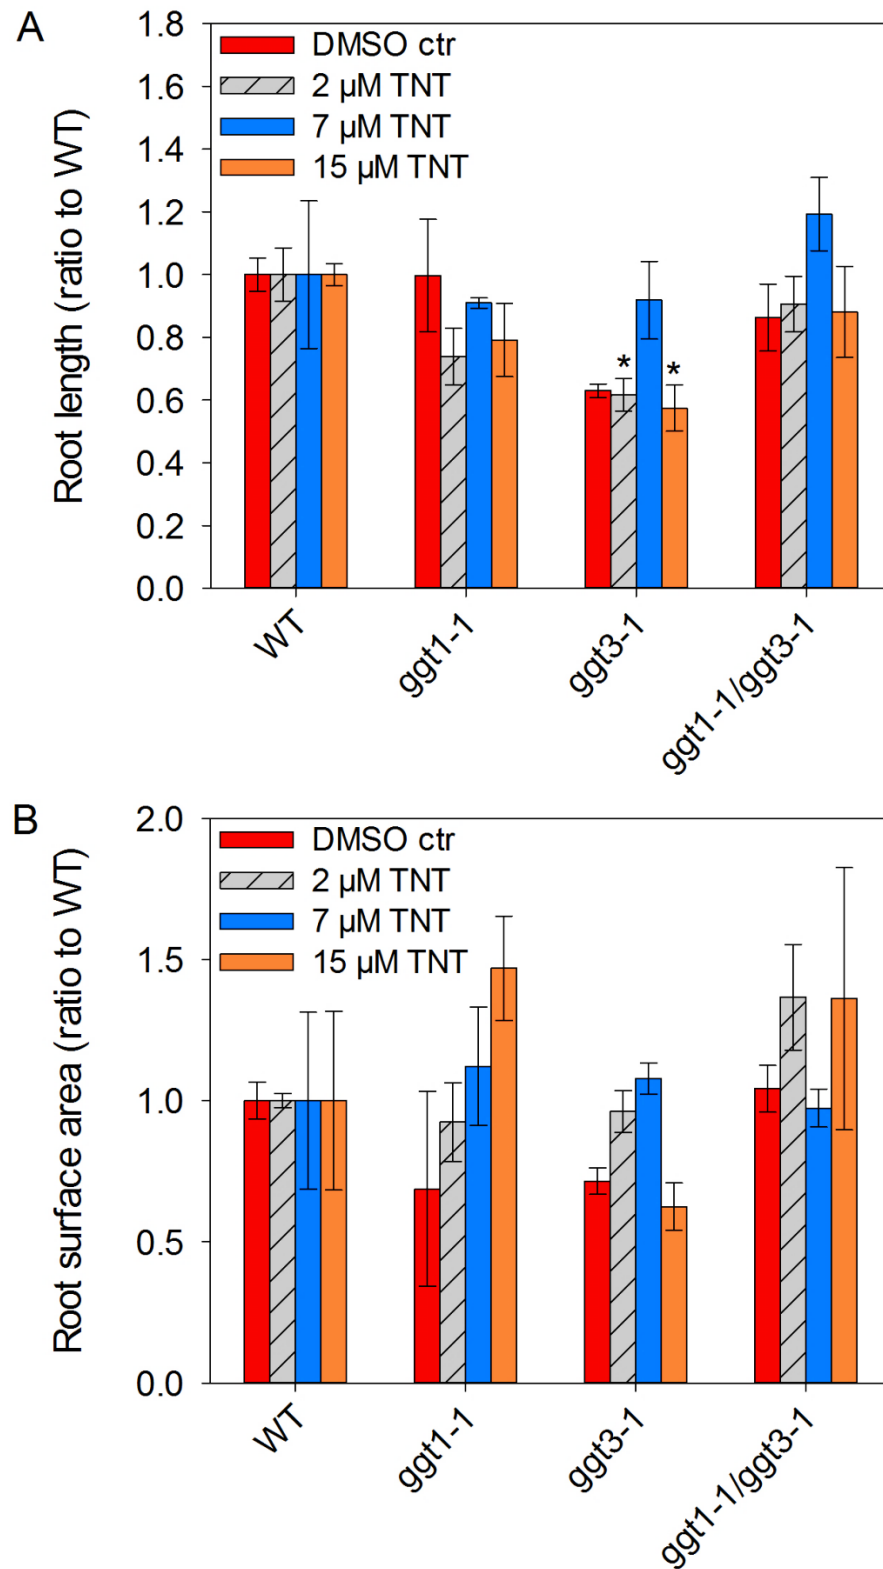 A
Root length (ratio to WT)
1.8
1.6
1.4
1.2
1.0
0.8
0.6
0.4
0.2
0.0
DMSO ctr
2 µM TNT
7 µM TNT
15 µM TNT
* *
WT
ggt1-1
ggt3-1
ggt1-1/ggt3-1
B
Root surface area (ratio to WT)
2.0
1.5
1.0
0.5
0.0
DMSO ctr
2 µM TNT
7 µM TNT
15 µM TNT
WT
ggt1-1
ggt3-1
ggt1-1/ggt3-1